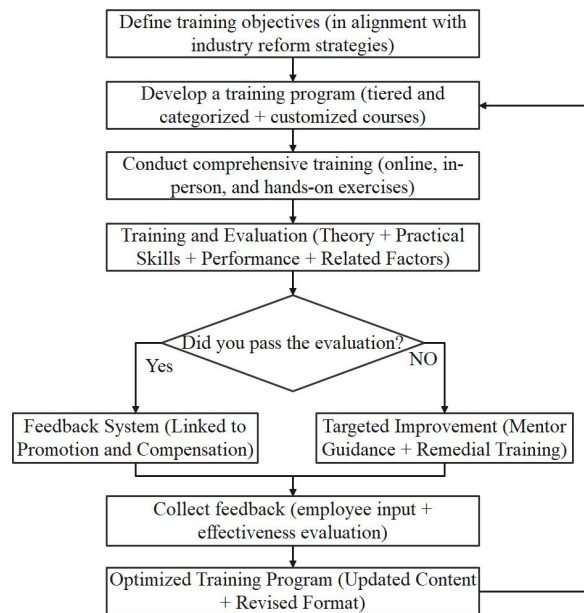 Define training objectives (in alignment with
industry reform strategies)
Develop a training program (tiered and
categorized + customized courses)
Conduct comprehensive training (online, in-
person, and hands-on exercises)
Training and Evaluation (Theory + Practical
Skills + Performance + Related Factors)
Did you pass the evaluation?
Yes
NO
Feedback System (Linked to
Promotion and Compensation)
Targeted Improvement (Mentor
Guidance + Remedial Training)
Collect feedback (employee input +
effectiveness evaluation)
Optimized Training Program (Updated Content
+ Revised Format)